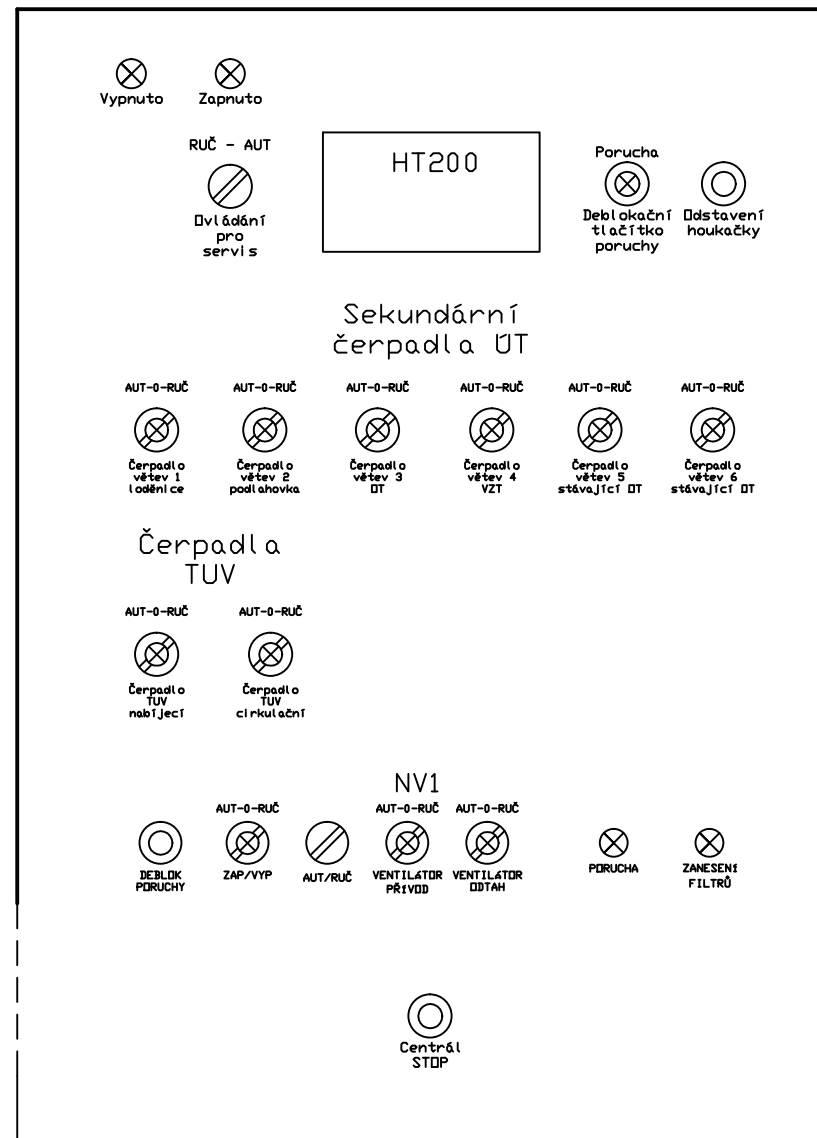 Vypnuto
Zapnuto
RUČ - AUT
Ovládání
pro
servis
HT200
Porucha
Deblokační
tlačítko
poruchy
Odstavení
houkačky
Sekundární
čerpadla ÚT
AUT-0-RUČ
AUT-0-RUČ
AUT-0-RUČ
AUT-0-RUČ
AUT-0-RUČ
AUT-0-RUČ
Čerpadlo
větev 1
loděnice
Čerpadlo
větev 2
podlahovka
Čerpadlo
větev 3
OT
Čerpadlo
větev 4
VZT
Čerpadlo
větev 5
stávající OT
Čerpadlo
větev 6
stávající OT
Čerpadla
TUV
AUT-0-RUČ
AUT-0-RUČ
Čerpadlo
TUV
nabíjecí
Čerpadlo
TUV
cirkulační
NV1
AUT-0-RUČ
AUT-0-RUČ
AUT-0-RUČ
DEBLOK
PORUCHY
ZAP/VYP
AUT/RUČ
VENTILÁTOR
PŘÍVOD
VENTILÁTOR
ODTAH
PORUCHA
ZANESENÍ
FILTRŮ
Centrál
STOP